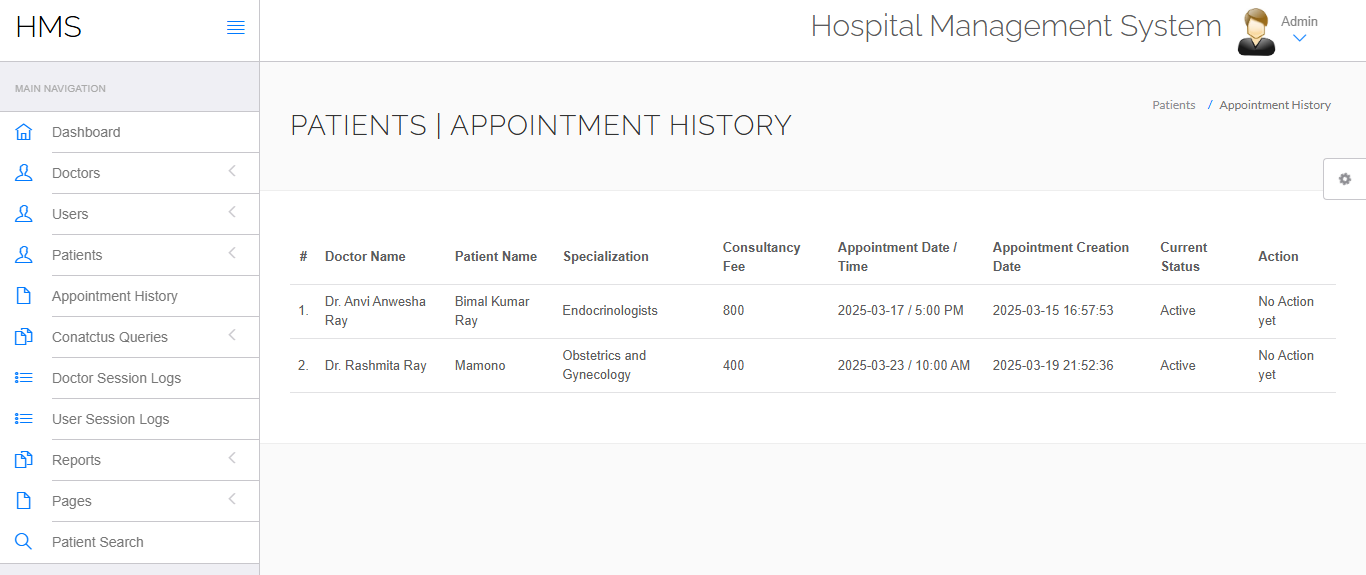 HMS
Hospital Management System
Admin
MAIN NAVIGATION
Dashboard
Doctors
Users
Patients
Appointment History
Conatctus Queries
Doctor Session Logs
User Session Logs
Reports
Pages
Patient Search
PATIENTS | APPOINTMENT HISTORY
Patients / Appointment History
# Doctor Name Patient Name Specialization Consultancy Fee Appointment Date / Time Appointment Creation Date Current Status Action
1. Dr. Anvi Anwesha Ray Bimal Kumar Ray Endocrinologists 800 2025-03-17 / 5:00 PM 2025-03-15 16:57:53 Active No Action yet
2. Dr. Rashmita Ray Mamono Obstetrics and Gynecology 400 2025-03-23 / 10:00 AM 2025-03-19 21:52:36 Active No Action yet